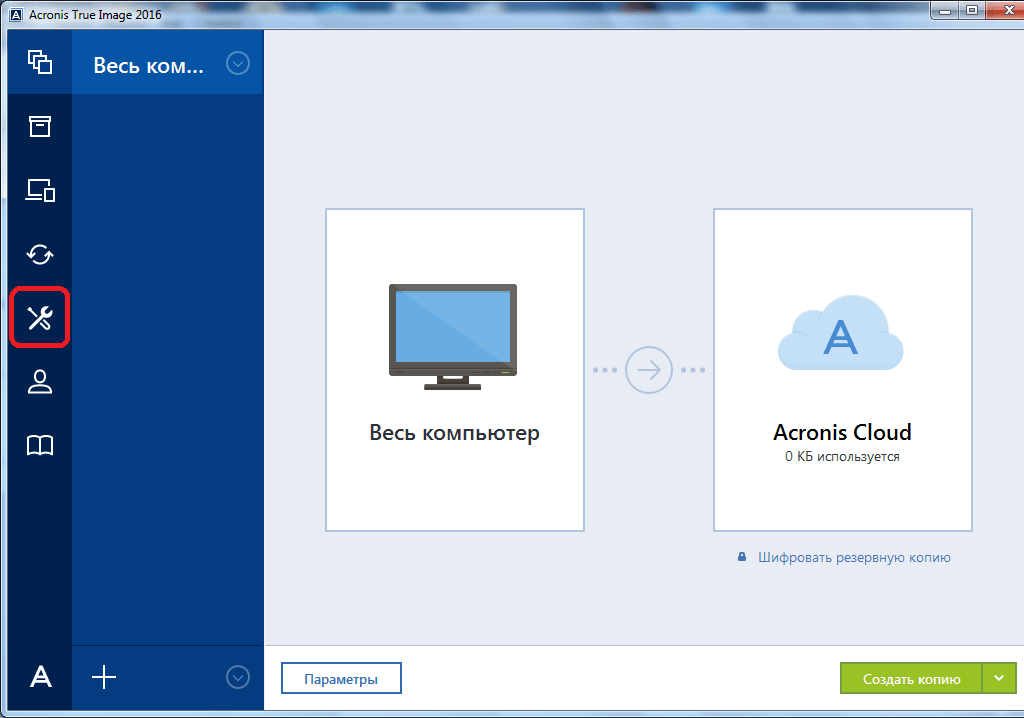 Acronis True Image 2016
Весь ком...
Весь компьютер
Acronis Cloud
0 КБ используется
Шифровать резервную копию
Параметры
Создать копию